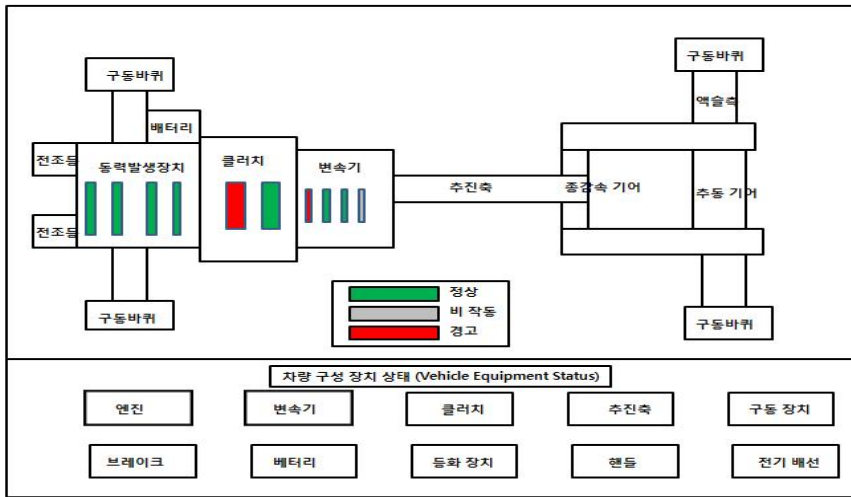 구동바퀴
구동바퀴
액슬축
배터리
전조등
동력발생장치
클러치
변속기
추진축
종감속 기어
추동 기어
전조등
구동바퀴
구동바퀴
정상
비 작동
경고
차량 구성 장치 상태 (Vehicle Equipment Status)
엔진
변속기
클러치
추진축
구동 장치
브레이크
베터리
등화 장치
핸들
전기 배선